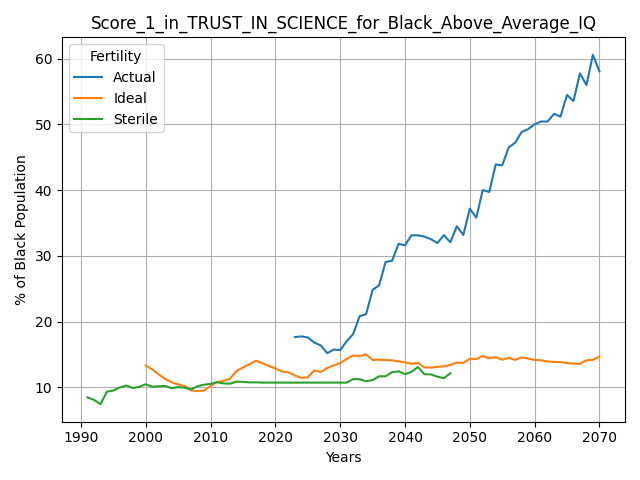 Score_1_in_TRUST_IN_SCIENCE_for_Black_Above_Average_IQ
Fertility
Actual
Ideal
Sterile
% of Black Population
60
50
40
30
20
10
1990 2000 2010 2020 2030 2040 2050 2060 2070
Years